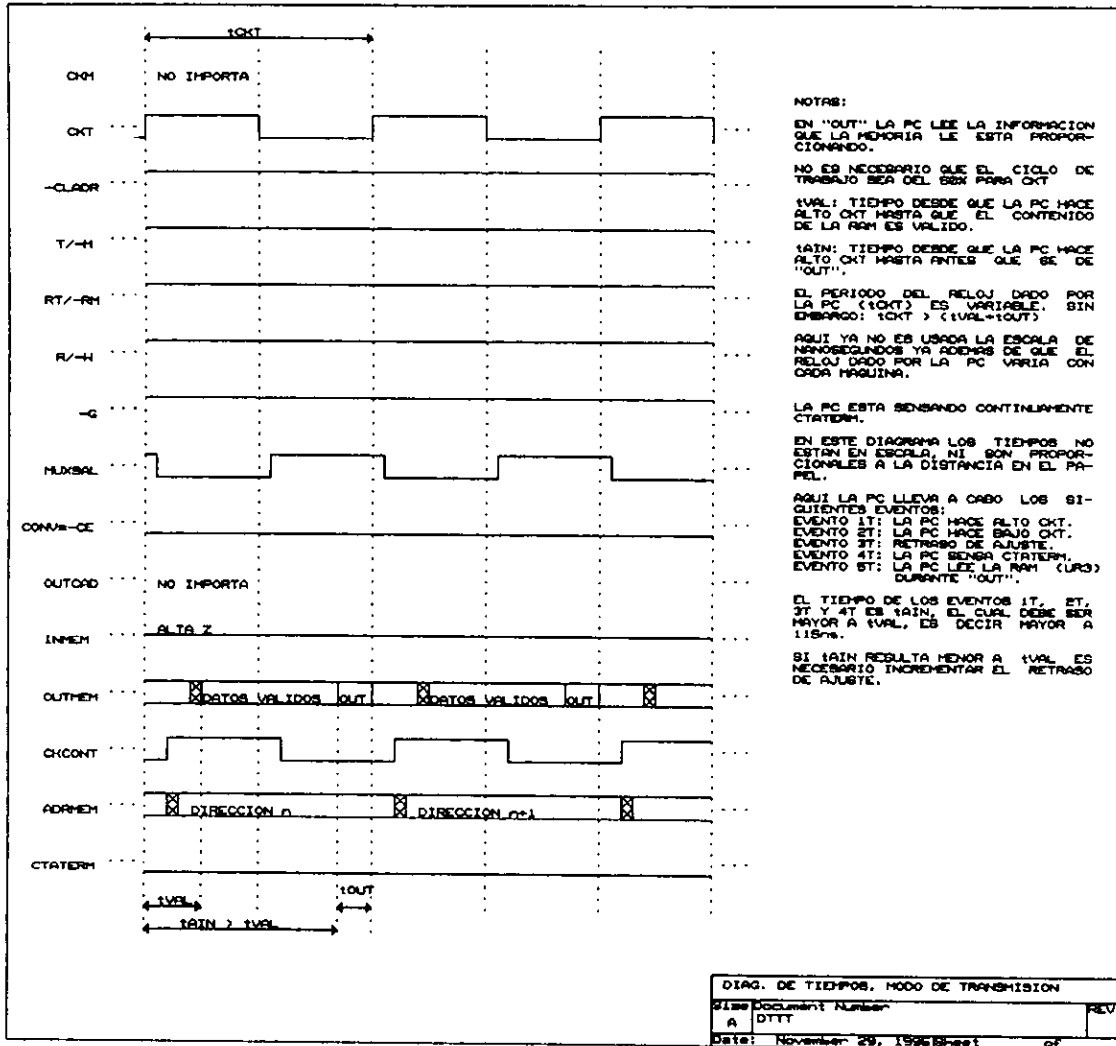 tCKT
CKM NO IMPORTA
CKT
-CLADR
T/-M
RT/-RM
R/-W
-G
MUXSAL
CONV=-CE
OUTCAD NO IMPORTA
INMEM ALTA Z
OUTMEM DATOS VALIDOS OUT DATOS VALIDOS OUT
CKCONT
ADRMEM DIRECCION n DIRECCION n+1
CTATERM
tVAL
tOUT
tAIN > tVAL
NOTAS:
EN "OUT" LA PC LEE LA INFORMACION
QUE LA MEMORIA LE ESTA PROPOR-
CIONANDO.
NO ES NECESARIO QUE EL CICLO DE
TRABAJO SEA DEL 50% PARA CKT
tVAL: TIEMPO DESDE QUE LA PC HACE
ALTO CKT HASTA QUE EL CONTENIDO
DE LA RAM ES VALIDO.
tAIN: TIEMPO DESDE QUE LA PC HACE
ALTO CKT HASTA ANTES QUE SE DE
"OUT".
EL PERIODO DEL RELOJ DADO POR
LA PC (tCKT) ES VARIABLE. SIN
EMBARGO: tCKT > (tVAL+tOUT)
AQUI YA NO ES USADA LA ESCALA DE
NANOSEGUNDOS YA ADEMAS DE QUE EL
RELOJ DADO POR LA PC VARIA CON
CADA MAQUINA.
LA PC ESTA SENSANDO CONTINUAMENTE
CTATERM.
EN ESTE DIAGRAMA LOS TIEMPOS NO
ESTAN EN ESCALA, NI SON PROPOR-
CIONALES A LA DISTANCIA EN EL PA-
PEL.
AQUI LA PC LLEVA A CABO LOS SI-
GUIENTES EVENTOS:
EVENTO 1T: LA PC HACE ALTO CKT.
EVENTO 2T: LA PC HACE BAJO CKT.
EVENTO 3T: RETRASO DE AJUSTE.
EVENTO 4T: LA PC SENSA CTATERM.
EVENTO 5T: LA PC LEE LA RAM (UR3)
DURANTE "OUT".
EL TIEMPO DE LOS EVENTOS 1T, 2T,
3T Y 4T ES tAIN, EL CUAL DEBE SER
MAYOR A tVAL, ES DECIR MAYOR A
115ns.
SI tAIN RESULTA MENOR A tVAL ES
NECESARIO INCREMENTAR EL RETRASO
DE AJUSTE.
DIAG. DE TIEMPOS, MODO DE TRANSMISION
Size Document Number REV
A DTTT
Date: November 29, 1996 Sheet of